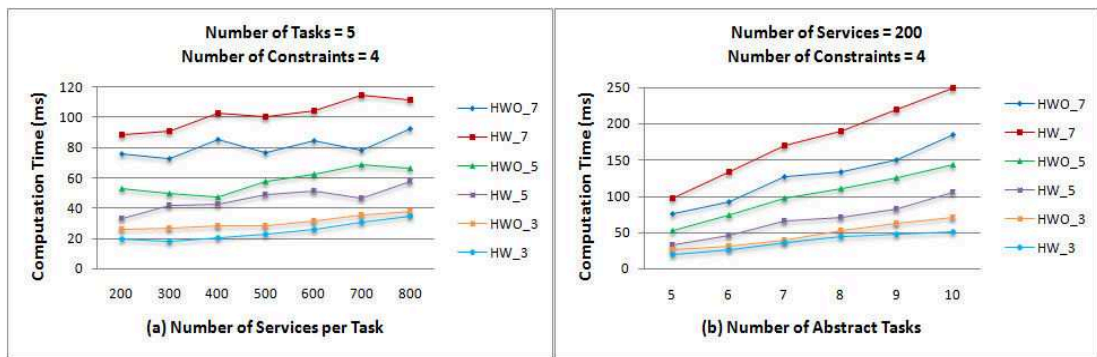 Number of Tasks = 5
Number of Constraints = 4
Computation Time (ms)
120
100
80
60
40
20
0
200 300 400 500 600 700 800
(a) Number of Services per Task
HWO_7
HW_7
HWO_5
HW_5
HWO_3
HW_3
Number of Services = 200
Number of Constraints = 4
Computation Time (ms)
250
200
150
100
50
0
5 6 7 8 9 10
(b) Number of Abstract Tasks
HWO_7
HW_7
HWO_5
HW_5
HWO_3
HW_3